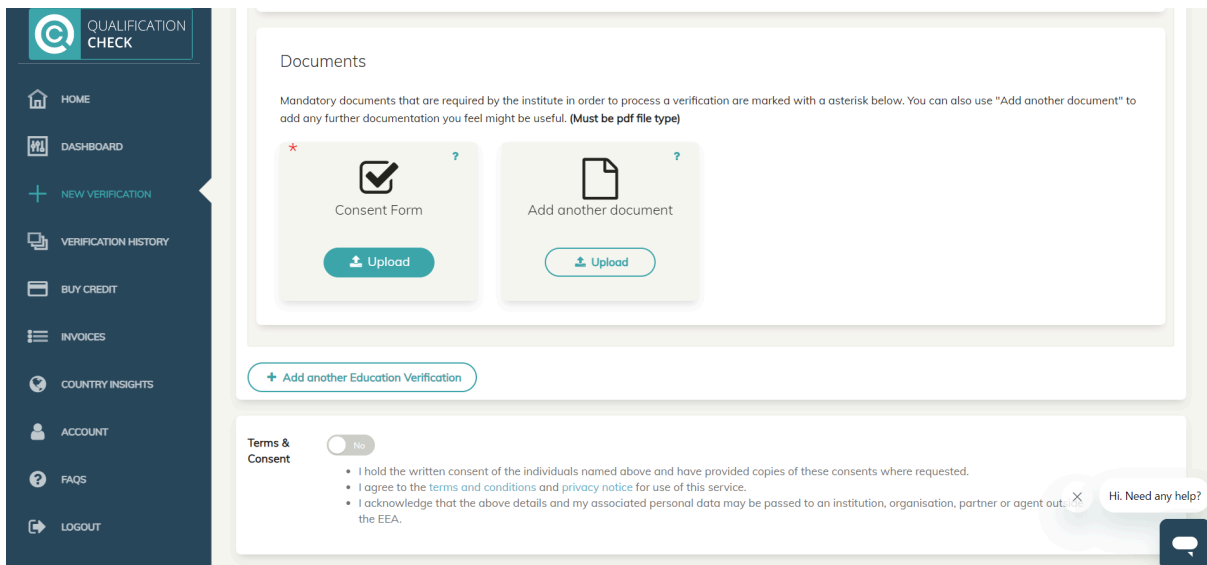 QUALIFICATION
CHECK
HOME
DASHBOARD
NEW VERIFICATION
VERIFICATION HISTORY
BUY CREDIT
INVOICES
COUNTRY INSIGHTS
ACCOUNT
FAQS
LOGOUT
Documents
Mandatory documents that are required by the institute in order to process a verification are marked with a asterisk below. You can also use "Add another document" to
add any further documentation you feel might be useful. (Must be pdf file type)
* ?
Consent Form
Upload
?
Add another document
Upload
+ Add another Education Verification
Terms &
Consent
No
• I hold the written consent of the individuals named above and have provided copies of these consents where requested.
• I agree to the terms and conditions and privacy notice for use of this service.
• I acknowledge that the above details and my associated personal data may be passed to an institution, organisation, partner or agent outside
the EEA.
Hi. Need any help?